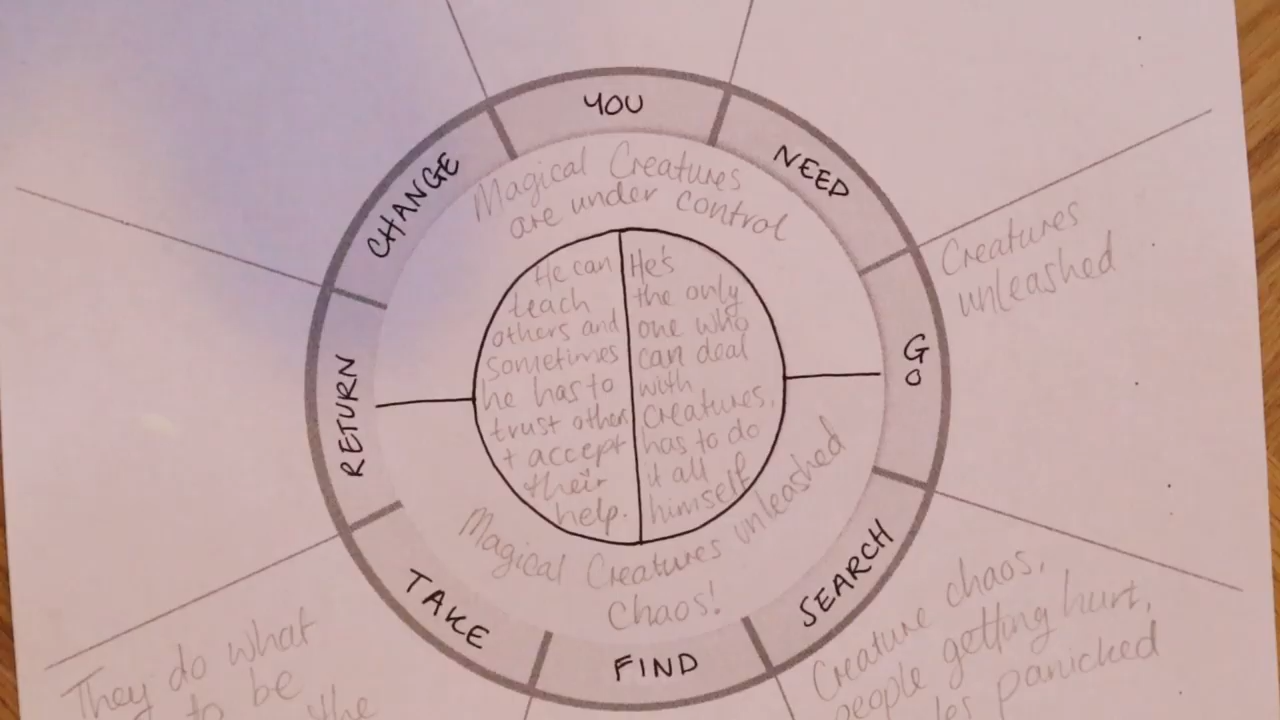 YOU
NEED
GO
SEARCH
FIND
TAKE
RETURN
CHANGE
Magical Creatures
are under control
He can
teach
others and
sometimes
he has to
trust others
+ accept
their
help.
He's
the only
one who
can deal
with
creatures,
has to do
it all
himself
Magical Creatures unleashed
Chaos!
Creatures
unleashed
Creature chaos,
people getting hurt,
panicked
They do what
to be
the